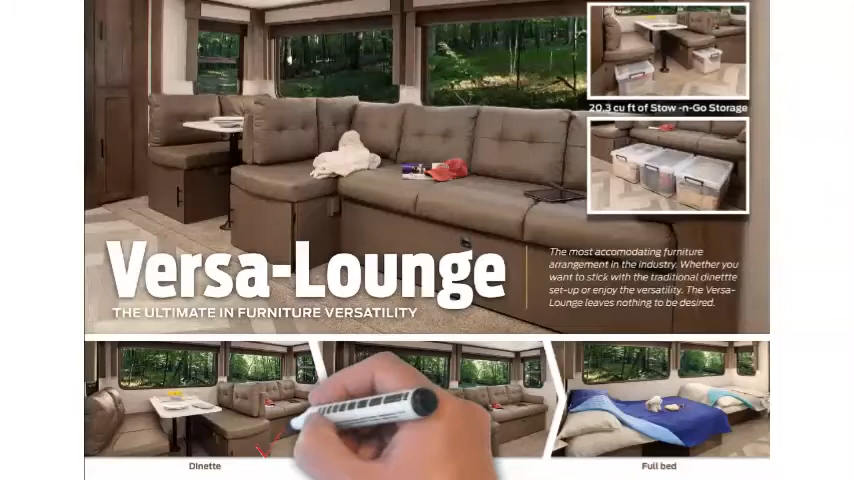 20.3 cu ft of Stow -n-Go Storage
Versa-Lounge
THE ULTIMATE IN FURNITURE VERSATILITY
The most accomodating furniture
arrangement in the industry. Whether you
want to stick with the traditional dinettte
set-up or enjoy the versatility. The Versa-
Lounge leaves nothing to be desired.
Dinette
Full bed